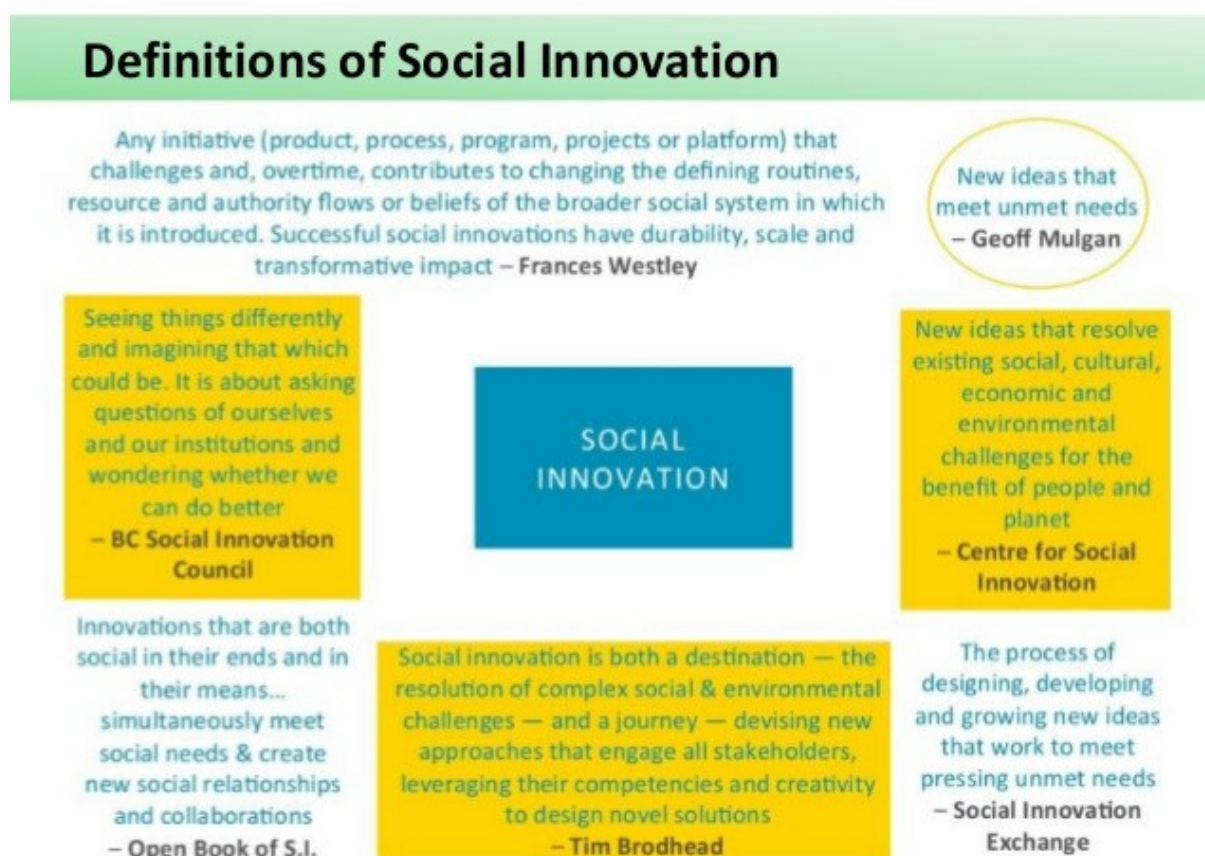 Definitions of Social Innovation
Any initiative (product, process, program, projects or platform) that
challenges and, overtime, contributes to changing the defining routines,
resource and authority flows or beliefs of the broader social system in which
it is introduced. Successful social innovations have durability, scale and
transformative impact – Frances Westley
New ideas that
meet unmet needs
– Geoff Mulgan
Seeing things differently
and imagining that which
could be. It is about asking
questions of ourselves
and our institutions and
wondering whether we
can do better
– BC Social Innovation
Council
SOCIAL
INNOVATION
New ideas that resolve
existing social, cultural,
economic and
environmental
challenges for the
benefit of people and
planet
– Centre for Social
Innovation
Innovations that are both
social in their ends and in
their means...
simultaneously meet
social needs & create
new social relationships
and collaborations
– Open Book of S.I.
Social innovation is both a destination — the
resolution of complex social & environmental
challenges — and a journey — devising new
approaches that engage all stakeholders,
leveraging their competencies and creativity
to design novel solutions
– Tim Brodhead
The process of
designing, developing
and growing new ideas
that work to meet
pressing unmet needs
– Social Innovation
Exchange